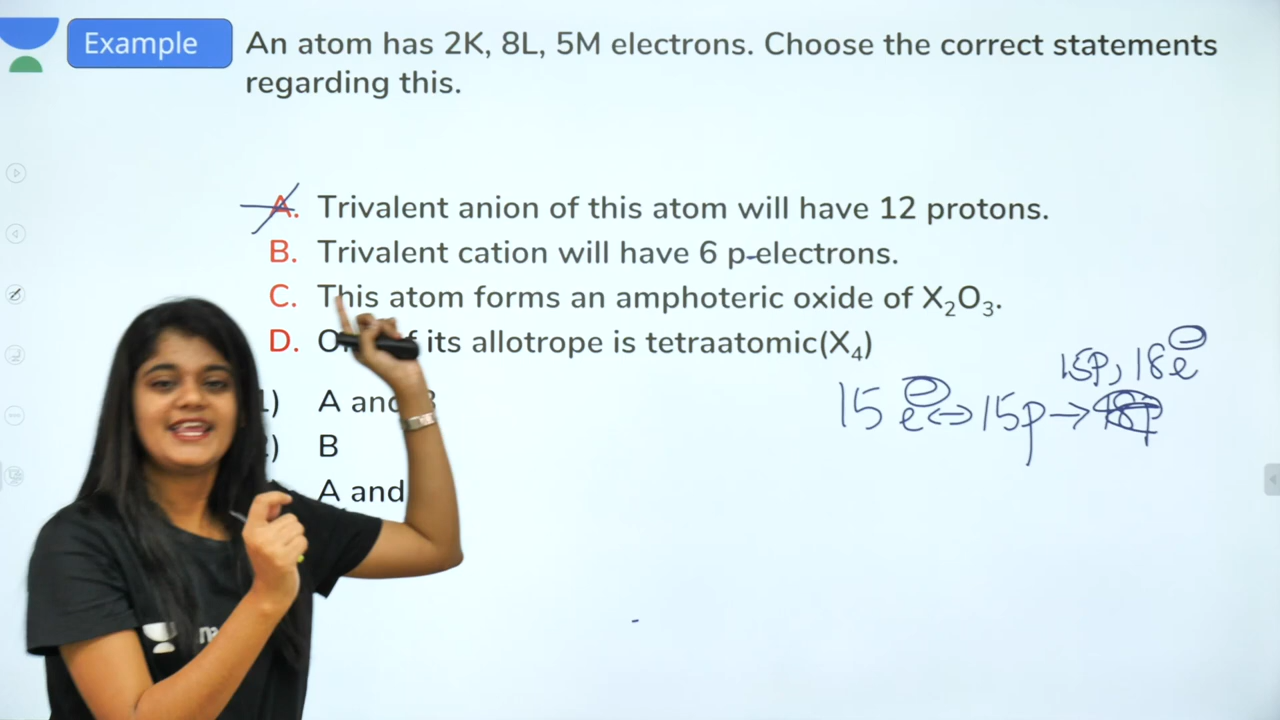 Example An atom has 2K, 8L, 5M electrons. Choose the correct statements
regarding this.
A. Trivalent anion of this atom will have 12 protons.
B. Trivalent cation will have 6 p-electrons.
C. This atom forms an amphoteric oxide of X₂O₃.
D. its allotrope is tetraatomic(X₄)
15p, 18e⊖
15 e⊖ ⇔ 15p →
) A and
) B
A and